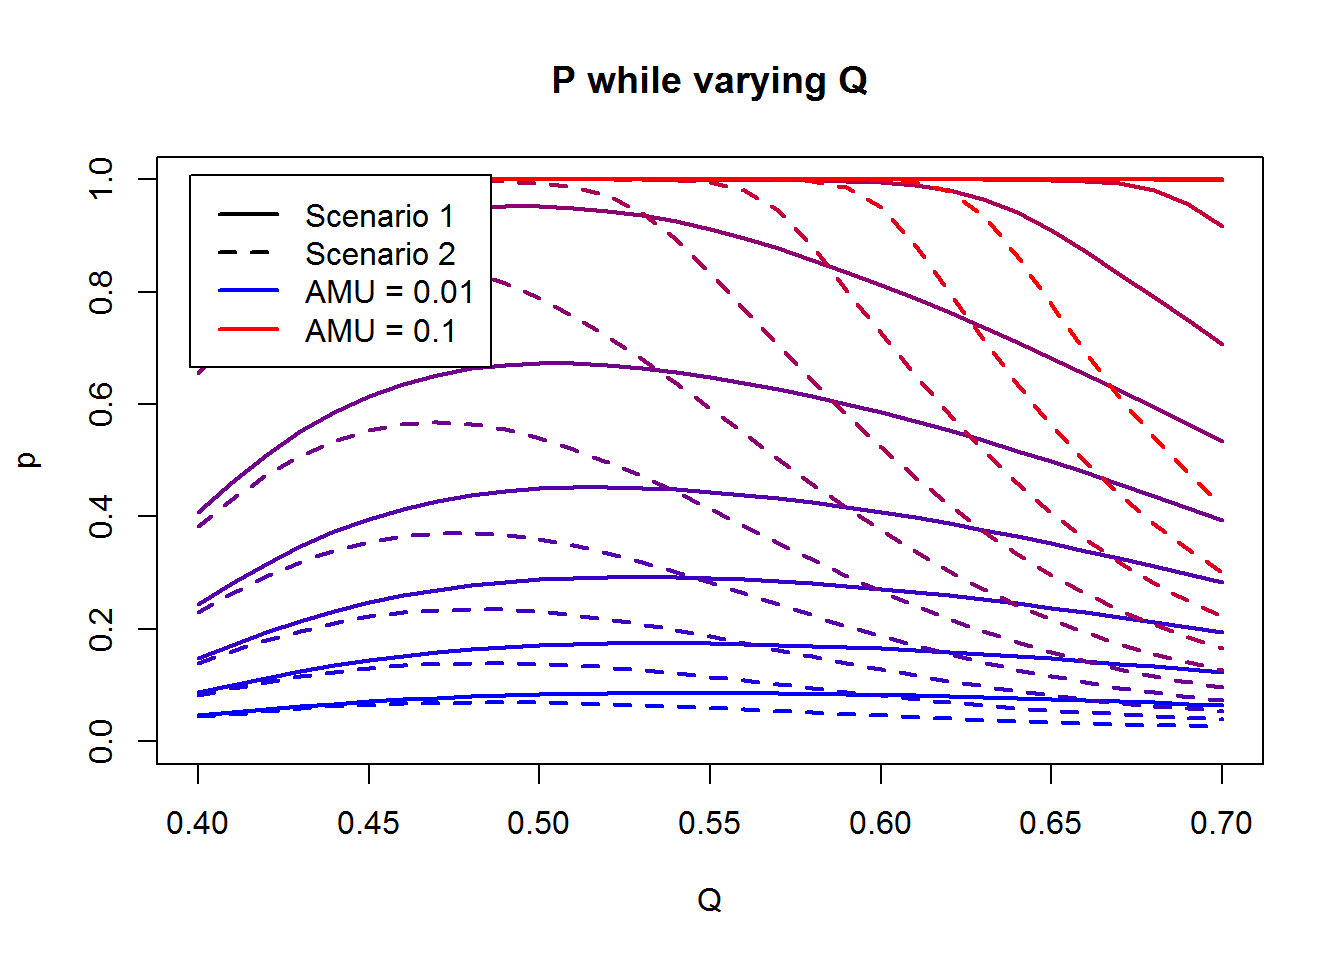 P while varying Q
Scenario 1
Scenario 2
AMU = 0.01
AMU = 0.1
1.0
0.8
0.6
0.4
0.2
0.0
p
0.40 0.45 0.50 0.55 0.60 0.65 0.70
Q